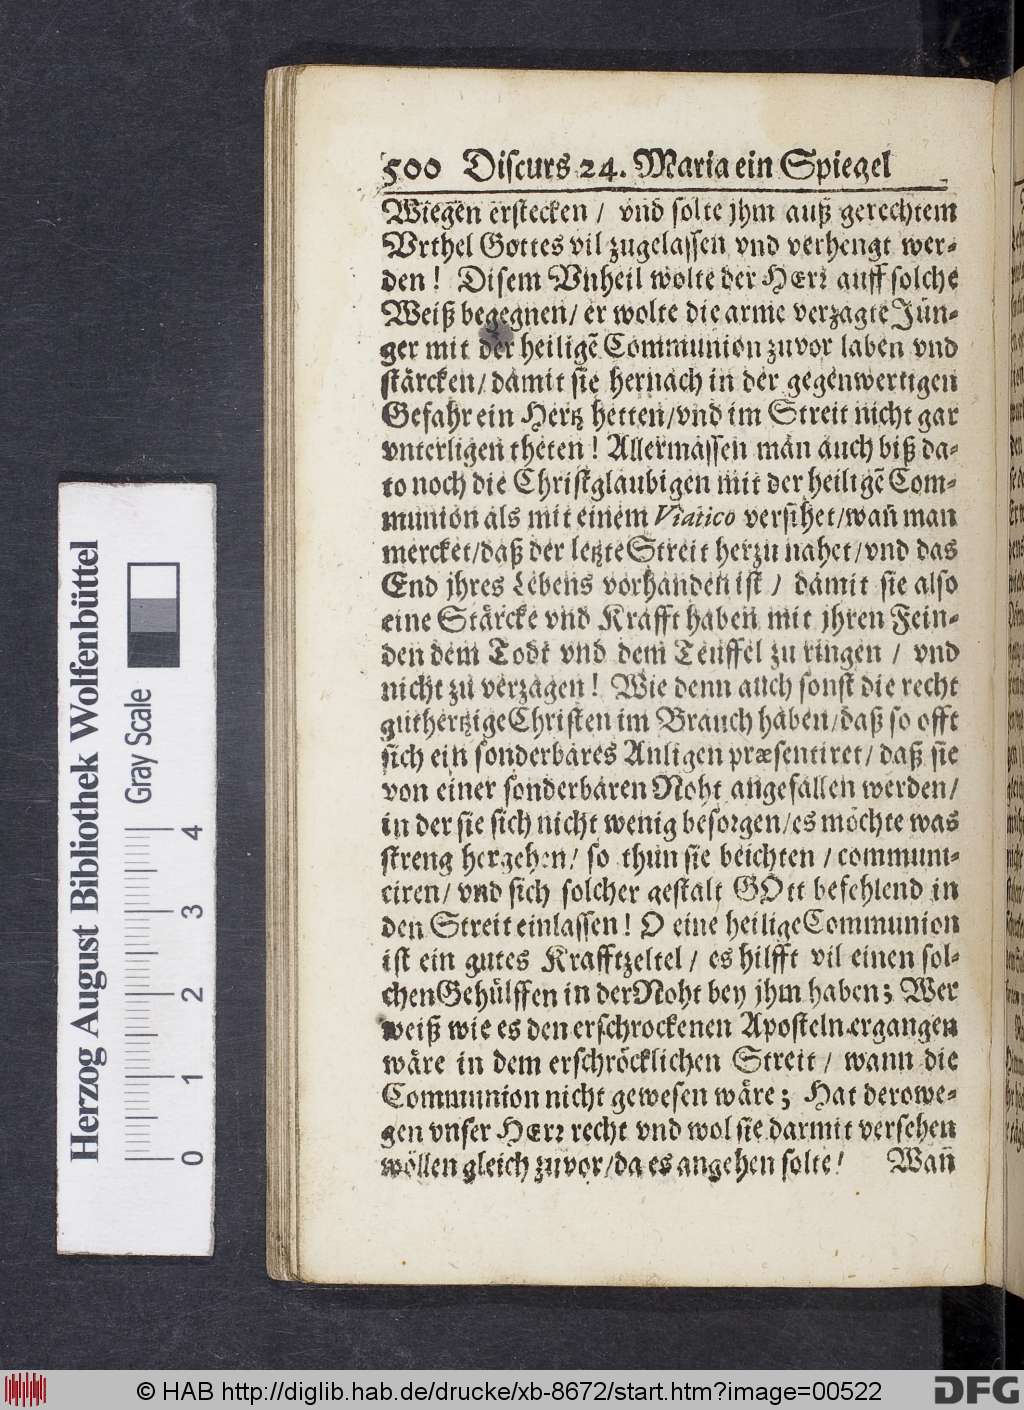 500 Discurs 24. Maria ein Spiegel
Wiegen erstecken / vnd solte jhm auß gerechtem
Vrthel Gottes vil zugelassen vnd verhengt wer-
den! Disem Vnheil wolte der HErꝛ auff solche
Weiß begegnen/ er wolte die arme verzagte Jün-
ger mit der heiligẽ Communion zuvor laben vnd
stärcken/ damit sie hernach in der gegenwertigen
Gefahr ein Hertz hetten/vnd im Streit nicht gar
vnterligen theten! Allermassen man auch biß da-
to noch die Christglaubigen mit der heiligẽ Com-
munion als mit einem Viatico versihet/wañ man
mercket/daß der letzte Streit herzu nahet/vnd das
End jhres Lebens vorhanden ist / damit sie also
eine Stärcke vnd Krafft haben mit jhren Fein-
den dem Todt vnd dem Teuffel zu ringen / vnd
nicht zu verzagen! Wie denn auch sonst die recht
guthertzige Christen im Brauch haben/daß so offt
sich ein sonderbares Anligen præsentiret/ daß sie
von einer sonderbaren Noht angefallen werden/
in der sie sich nicht wenig besoꝛgen/es möchte was
streng hergehen/ so thun sie beichten / communi-
ciren/ vnd sich solcher gestalt GOtt befehlend in
den Streit einlassen! O eine heilige Communion
ist ein gutes Krafftzeltel / es hilfft vil einen sol-
chen Gehülffen in der Noht bey jhm haben; Wer
weiß wie es den erschrockenen Aposteln ergangen
wäre in dem erschröcklichen Streit / wann die
Communion nicht gewesen wäre; Hat derowe-
gen vnser HErꝛ recht vnd wol sie darmit versehen
wöllen gleich zuvor/da es angehen solte! Wañ
Herzog August Bibliothek Wolfenbüttel
Gray Scale
0 1 2 3 4
© HAB http://diglib.hab.de/drucke/xb-8672/start.htm?image=00522
DFG